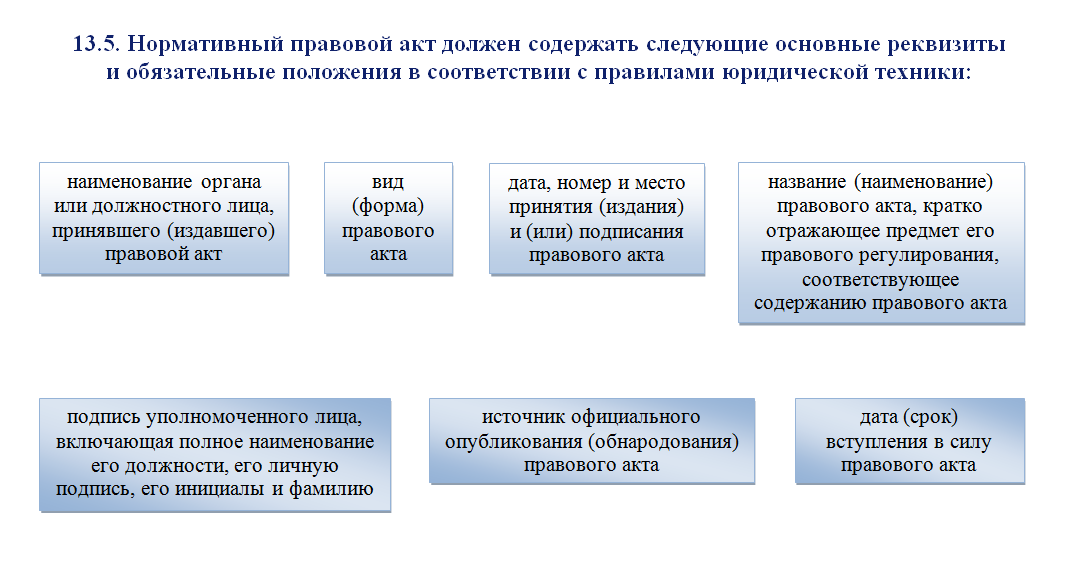 13.5. Нормативный правовой акт должен содержать следующие основные реквизиты
и обязательные положения в соответствии с правилами юридической техники:
наименование органа
или должностного лица,
принявшего (издавшего)
правовой акт
вид
(форма)
правового
акта
дата, номер и место
принятия (издания)
и (или) подписания
правового акта
название (наименование)
правового акта, кратко
отражающее предмет его
правового регулирования,
соответствующее
содержанию правового акта
подпись уполномоченного лица,
включающая полное наименование
его должности, его личную
подпись, его инициалы и фамилию
источник официального
опубликования (обнародования)
правового акта
дата (срок)
вступления в силу
правового акта